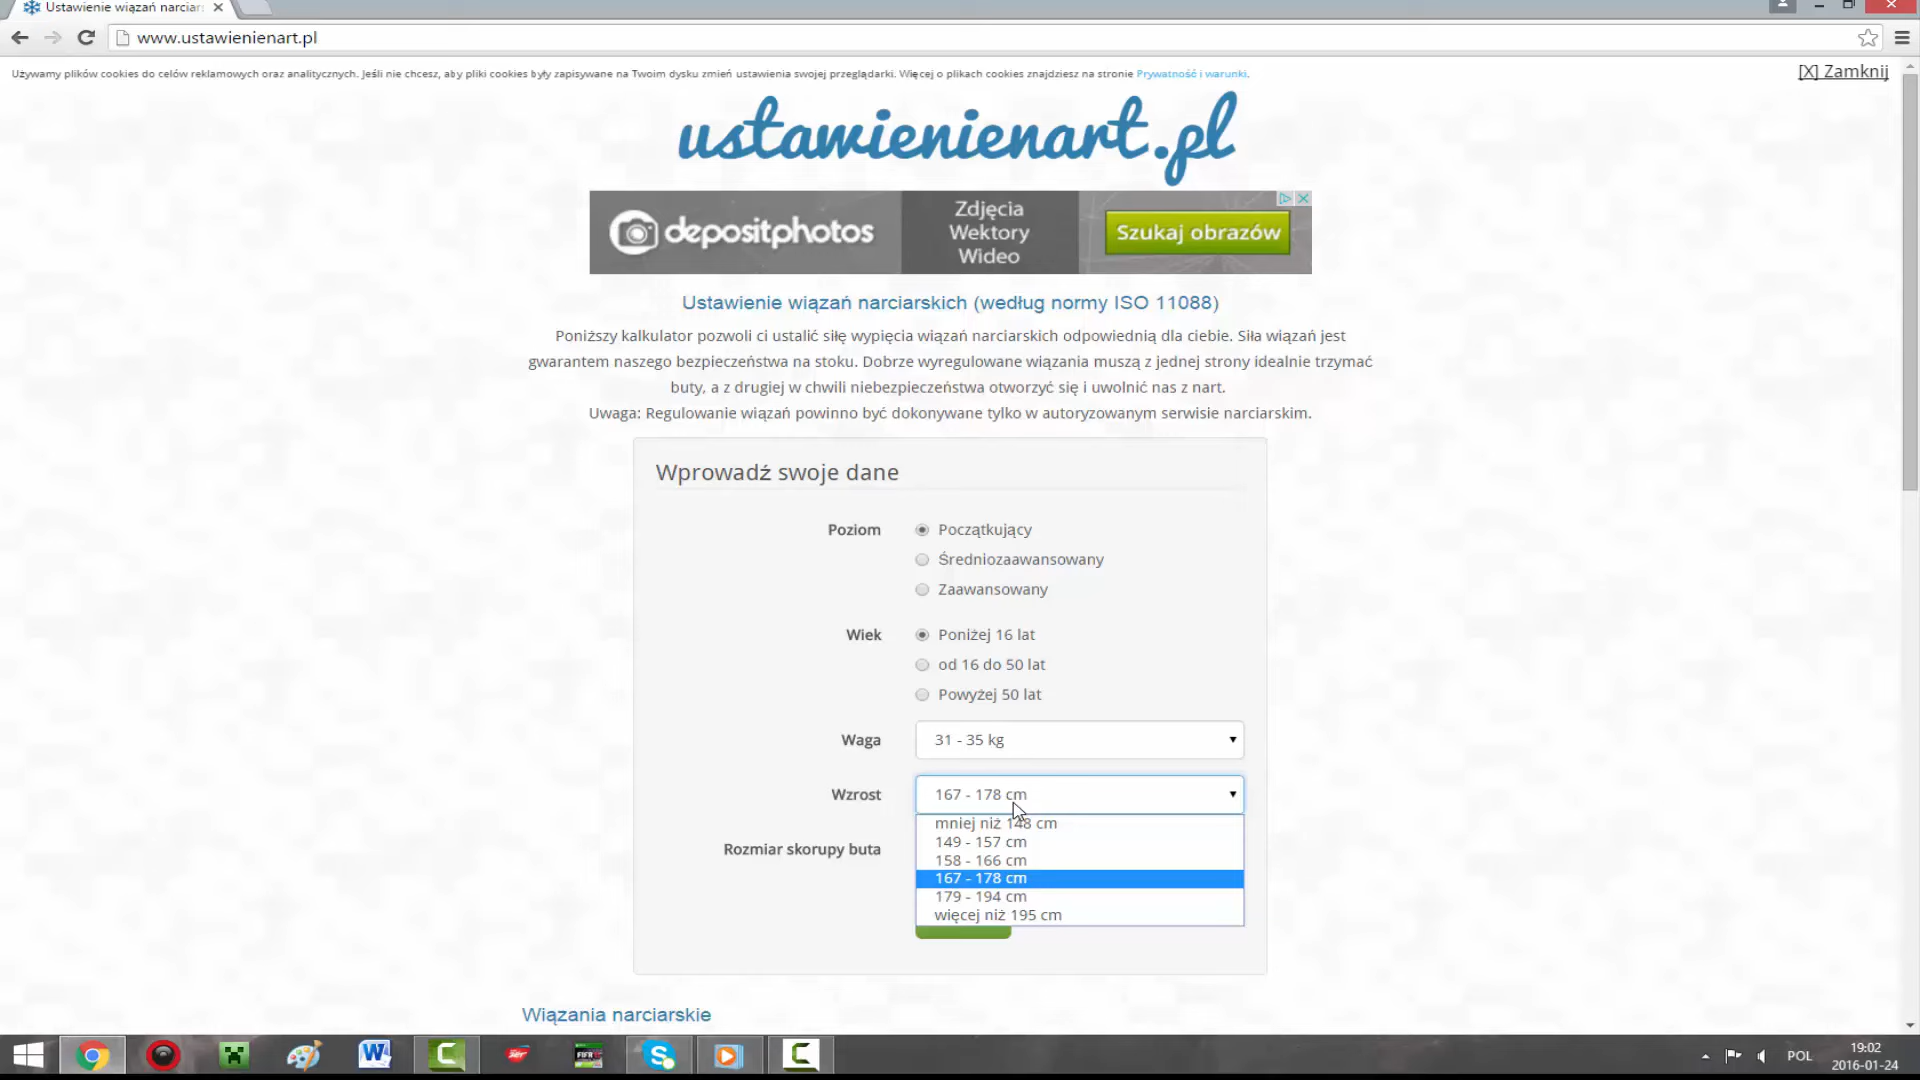 Ustawienie wiązań narciars
www.ustawienienart.pl
Używamy plików cookies do celów reklamowych oraz analitycznych. Jeśli nie chcesz, aby pliki cookies były zapisywane na Twoim dysku zmień ustawienia swojej przeglądarki. Więcej o plikach cookies znajdziesz na stronie Prywatność i warunki.
[X] Zamknij
ustawienienart.pl
depositphotos
Zdjęcia
Wektory
Wideo
Szukaj obrazów
Ustawienie wiązań narciarskich (według normy ISO 11088)
Poniższy kalkulator pozwoli ci ustalić siłę wypięcia wiązań narciarskich odpowiednią dla ciebie. Siła wiązań jest
gwarantem naszego bezpieczeństwa na stoku. Dobrze wyregulowane wiązania muszą z jednej strony idealnie trzymać
buty, a z drugiej w chwili niebezpieczeństwa otworzyć się i uwolnić nas z nart.
Uwaga: Regulowanie wiązań powinno być dokonywane tylko w autoryzowanym serwisie narciarskim.
Wprowadź swoje dane
Poziom
Początkujący
Średniozaawansowany
Zaawansowany
Wiek
Poniżej 16 lat
od 16 do 50 lat
Powyżej 50 lat
Waga
31 - 35 kg
Wzrost
167 - 178 cm
mniej niż 148 cm
149 - 157 cm
158 - 166 cm
167 - 178 cm
179 - 194 cm
więcej niż 195 cm
Rozmiar skorupy buta
Wiązania narciarskie
FIFA
POL
19:02
2016-01-24